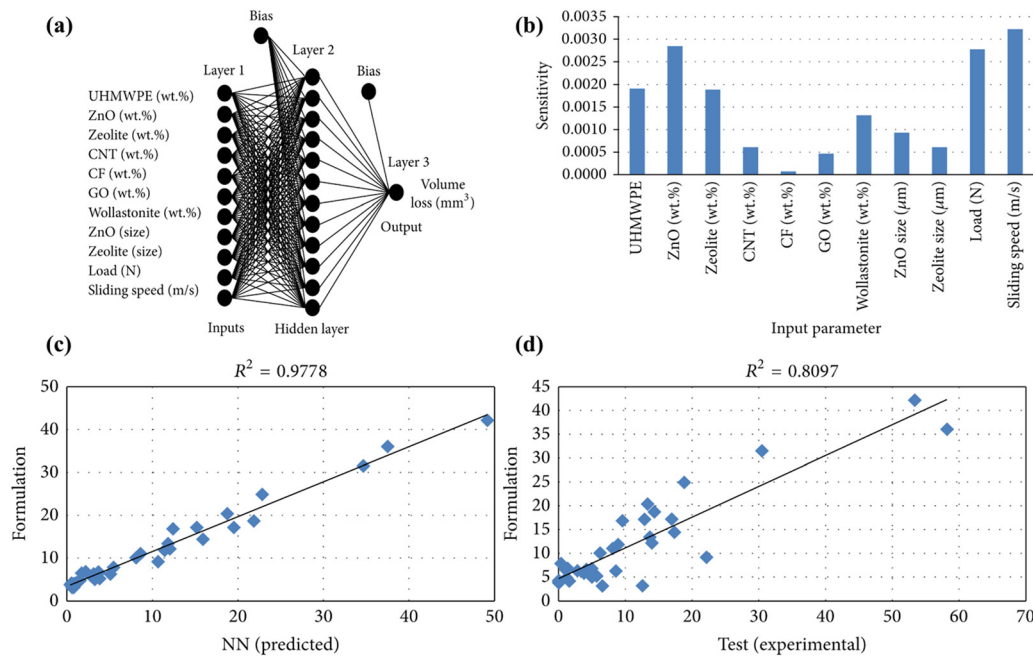 (a)
Bias
Layer 2
Layer 1
Bias
UHMWPE (wt.%)
ZnO (wt.%)
Zeolite (wt.%)
CNT (wt.%)
CF (wt.%)
GO (wt.%)
Wollastonite (wt.%)
ZnO (size)
Zeolite (size)
Load (N)
Sliding speed (m/s)
Layer 3
Volume
loss (mm³)
Output
Inputs
Hidden layer
(b)
0.0035
0.0030
0.0025
0.0020
0.0015
0.0010
0.0005
0.0000
Sensitivity
UHMWPE
ZnO (wt.%)
Zeolite (wt.%)
CNT (wt.%)
CF (wt.%)
GO (wt.%)
Wollastonite (wt.%)
ZnO size (μm)
Zeolite size (μm)
Load (N)
Sliding speed (m/s)
Input parameter
(c)
R² = 0.9778
50
40
30
20
10
0
Formulation
0 10 20 30 40 50
NN (predicted)
(d)
R² = 0.8097
45
40
35
30
25
20
15
10
5
0
Formulation
0 10 20 30 40 50 60 70
Test (experimental)